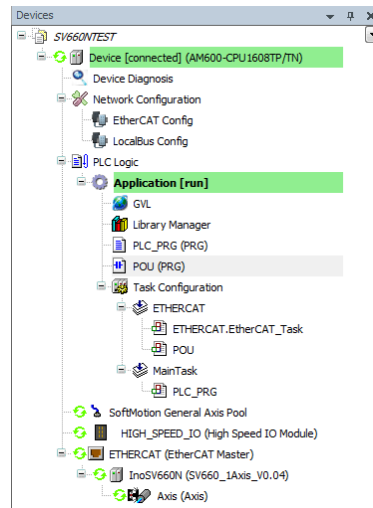 Devices
SV660NTEST
Device [connected] (AM600-CPU1608TP/TN)
Device Diagnosis
Network Configuration
EtherCAT Config
LocalBus Config
PLC Logic
Application [run]
GVL
Library Manager
PLC_PRG (PRG)
POU (PRG)
Task Configuration
ETHERCAT
ETHERCAT.EtherCAT_Task
POU
MainTask
PLC_PRG
SoftMotion General Axis Pool
HIGH_SPEED_IO (High Speed IO Module)
ETHERCAT (EtherCAT Master)
InoSV660N (SV660_1Axis_V0.04)
Axis (Axis)